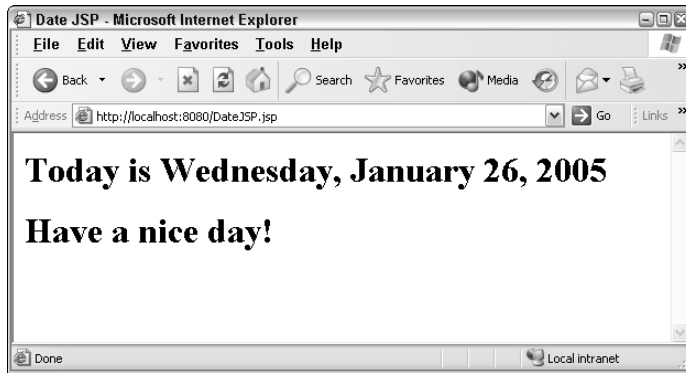 Date JSP - Microsoft Internet Explorer
File Edit View Favorites Tools Help
Back Search Favorites Media
Address http://localhost:8080/DateJSP.jsp Go Links »
Today is Wednesday, January 26, 2005
Have a nice day!
Done Local intranet